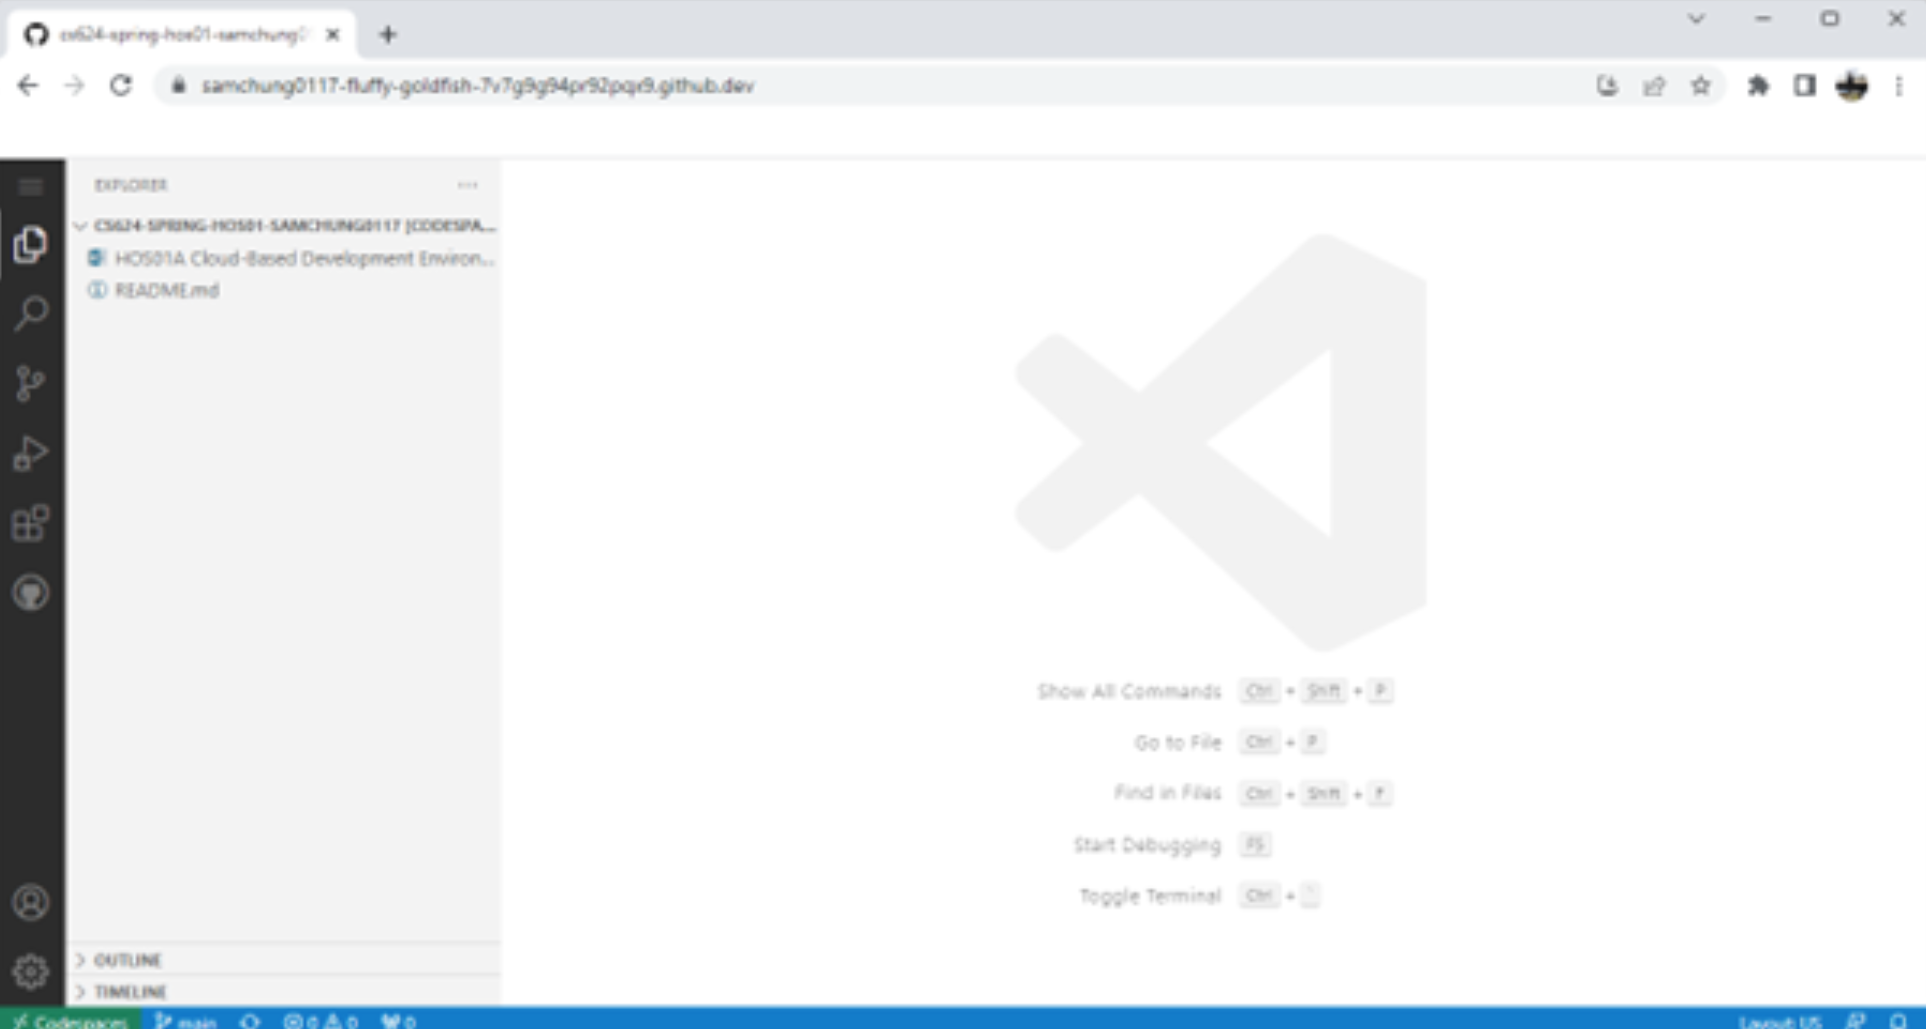 cs624-spring-hos01-samchung0
samchung0117-fluffy-goldfish-7v7g9g94pr92pqx9.github.dev
EXPLORER
CS624-SPRING-HOS01-SAMCHUNG0117 [CODESPA...
HOS01A Cloud-Based Development Environ...
README.md
Show All Commands Ctrl + Shift + P
Go to File Ctrl + P
Find in Files Ctrl + Shift + F
Start Debugging F5
Toggle Terminal Ctrl + `
OUTLINE
TIMELINE
Codespaces main 0 0 0 Layout: US